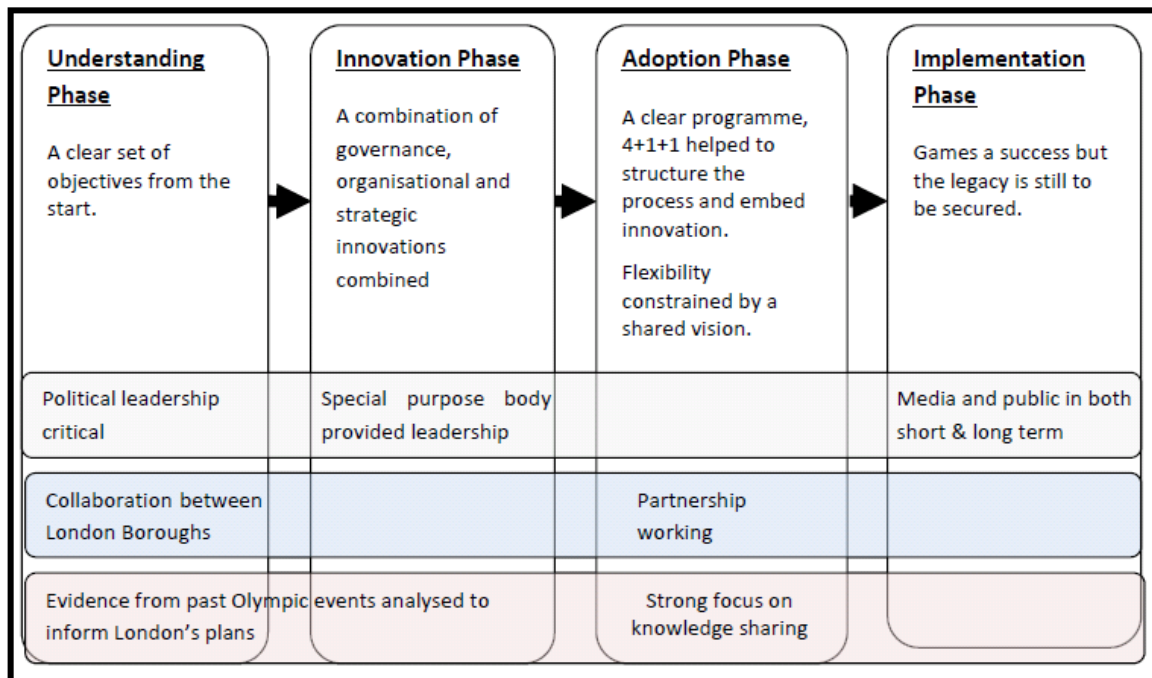 Understanding
Phase
A clear set of
objectives from the
start.
Innovation Phase
A combination of
governance,
organisational and
strategic
innovations
combined
Adoption Phase
A clear programme,
4+1+1 helped to
structure the
process and embed
innovation.
Flexibility
constrained by a
shared vision.
Implementation
Phase
Games a success but
the legacy is still to
be secured.
Political leadership
critical
Special purpose body
provided leadership
Media and public in both
short & long term
Collaboration between
London Boroughs
Partnership
working
Evidence from past Olympic events analysed to
inform London's plans
Strong focus on
knowledge sharing